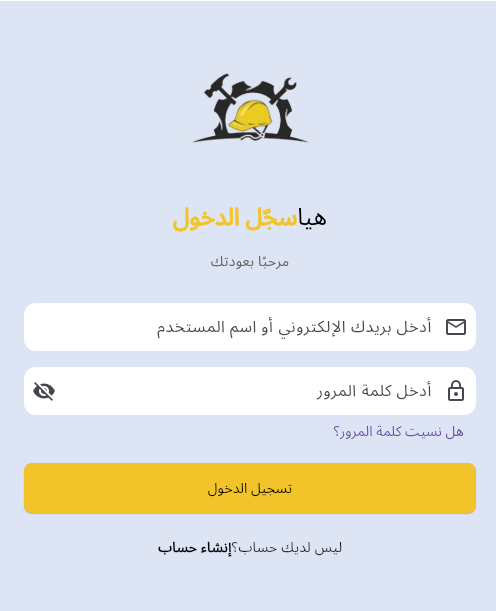 هياسجّل الدخول
مرحبًا بعودتك
أدخل بريدك الإلكتروني أو اسم المستخدم
أدخل كلمة المرور
هل نسيت كلمة المرور؟
تسجيل الدخول
ليس لديك حساب؟إنشاء حساب